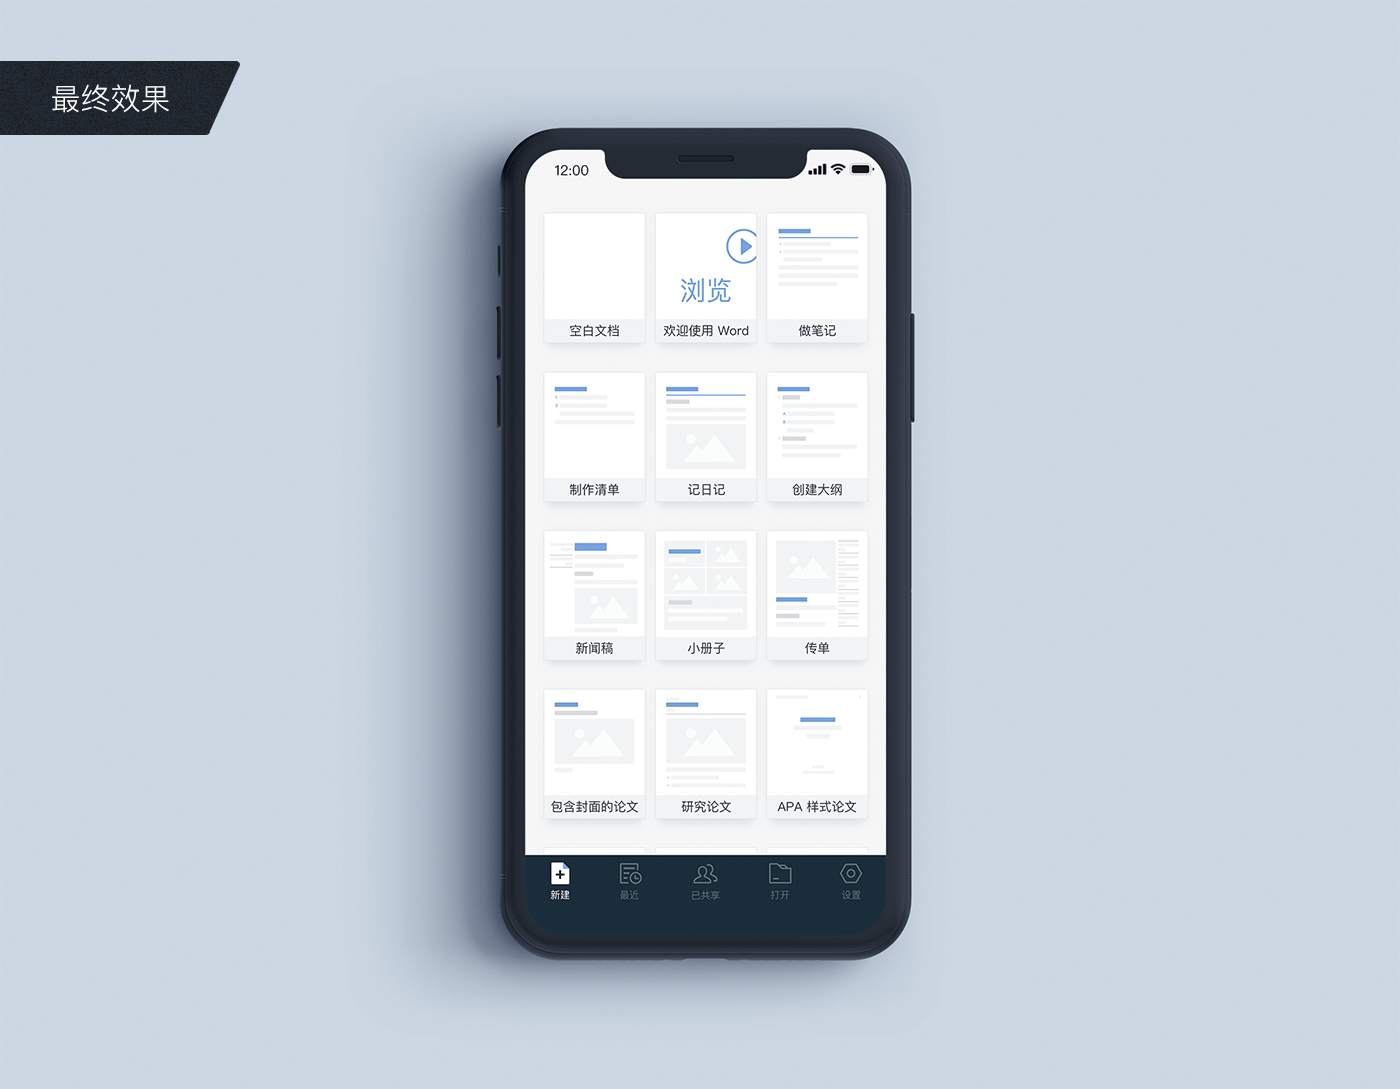 最终效果
12:00
浏览
空白文档
欢迎使用 Word
做笔记
制作清单
记日记
创建大纲
新闻稿
小册子
传单
包含封面的论文
研究论文
APA 样式论文
新建
最近
已共享
打开
设置